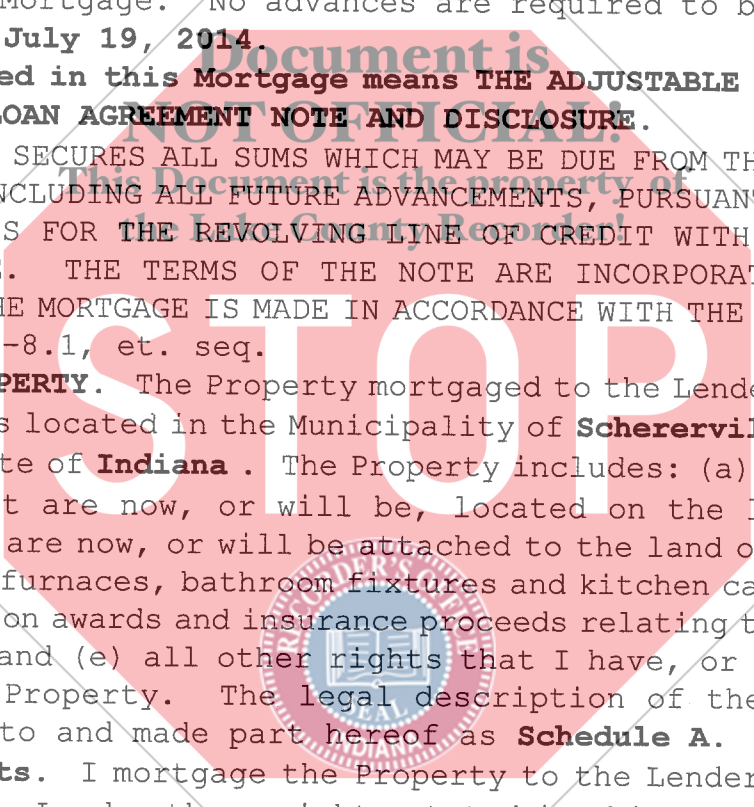 Mortgage. No advances are required to b
July 19, 2014.
Document is
ed in this Mortgage means THE ADJUSTABLE
LOAN AGREEMENT NOTE AND DISCLOSURE.
NOT OFFICIAL!
SECURES ALL SUMS WHICH MAY BE DUE FROM TH
This Document is the property of
NCLUDING ALL FUTURE ADVANCEMENTS, PURSUAN
the Lake County Recorder!
S FOR THE REVOLVING LINE OF CREDIT WITH
. THE TERMS OF THE NOTE ARE INCORPORAT
HE MORTGAGE IS MADE IN ACCORDANCE WITH THE
-8.1, et. seq.
STOP
PERTY. The Property mortgaged to the Lende
s located in the Municipality of Scherervil
te of Indiana . The Property includes: (a)
t are now, or will be, located on the l
are now, or will be attached to the land o
furnaces, bathroom fixtures and kitchen ca
on awards and insurance proceeds relating t
and (e) all other rights that I have, or
Property. The legal description of the
to and made part hereof as Schedule A.
RECORDER'S OFFICE
SEAL
INDIANA
ts. I mortgage the Property to the Lender